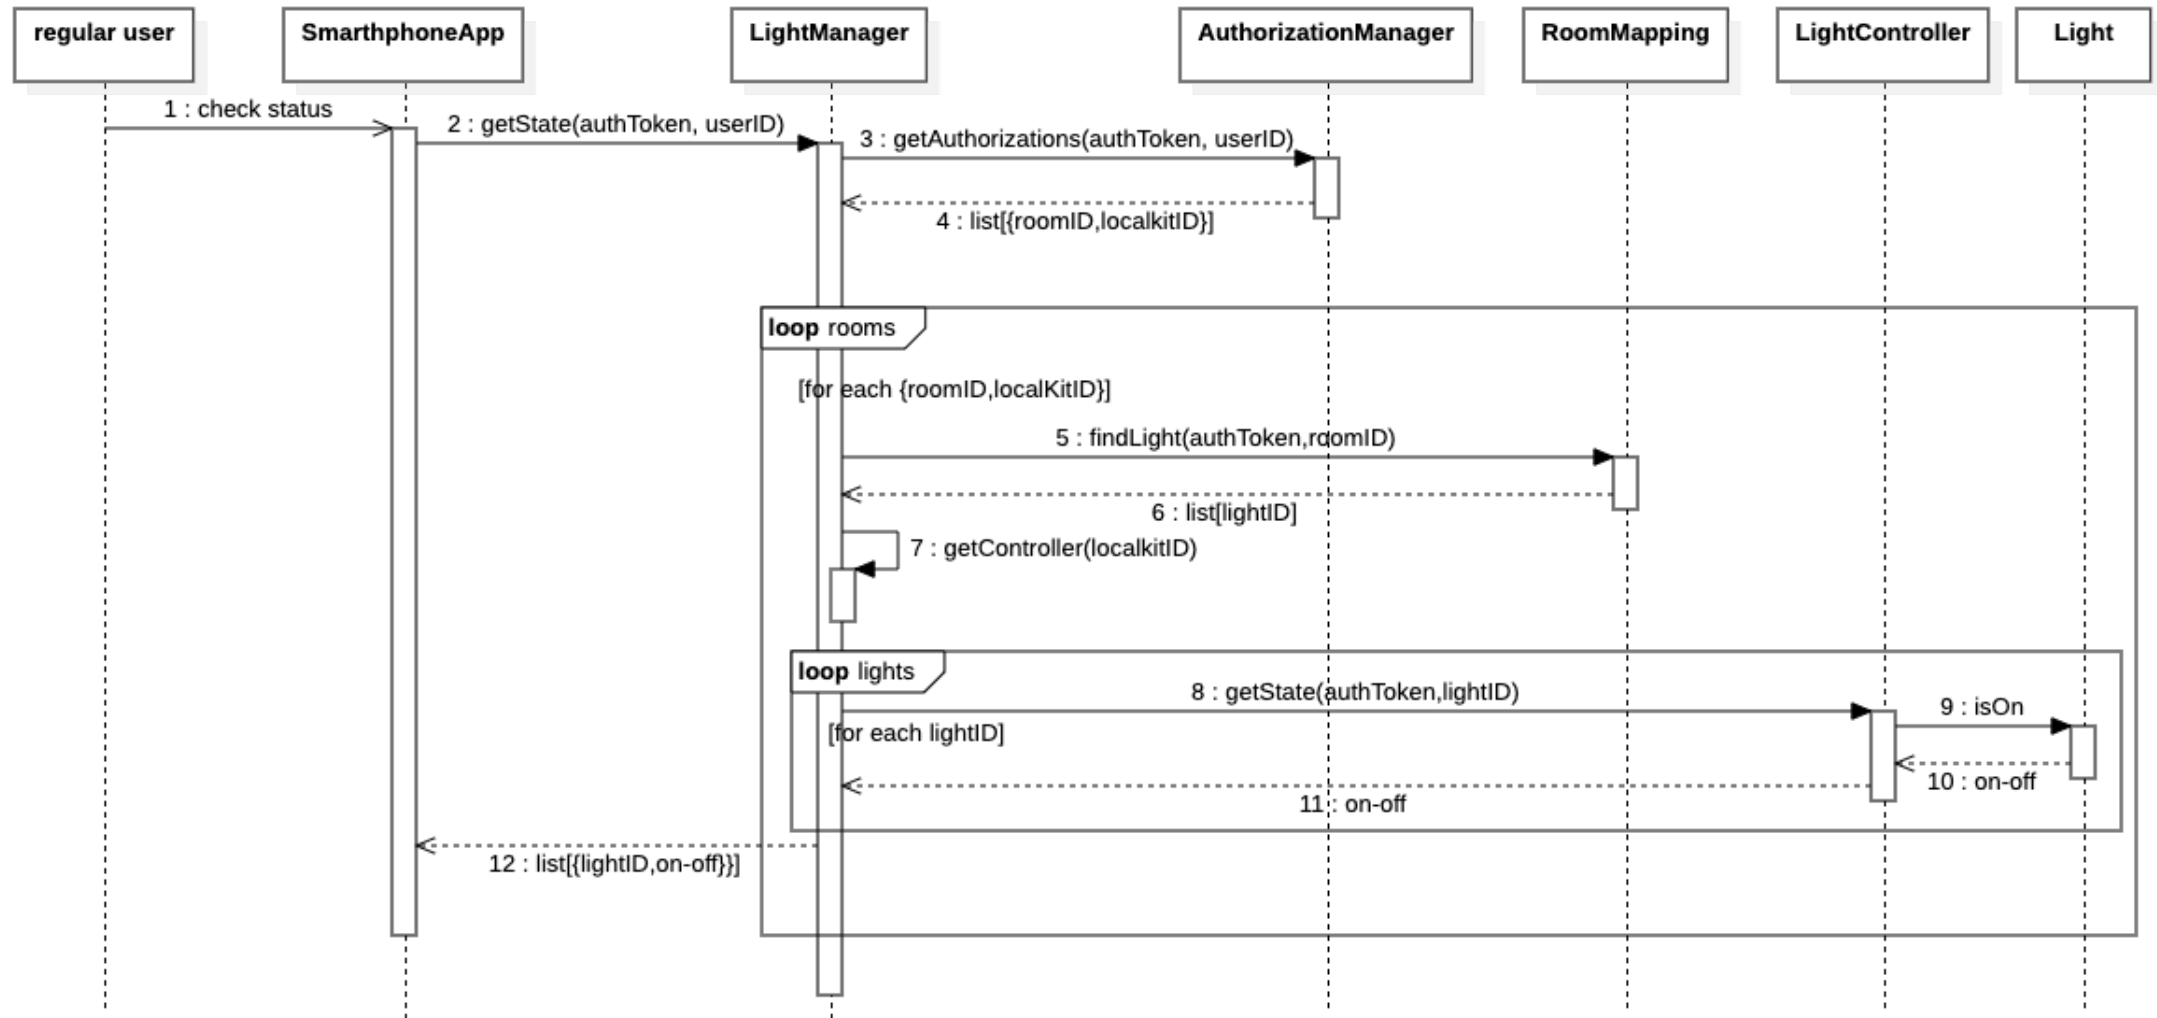 regular user
SmarthphoneApp
LightManager
AuthorizationManager
RoomMapping
LightController
Light
1 : check status
2 : getState(authToken, userID)
3 : getAuthorizations(authToken, userID)
4 : list[{roomID,localkitID}]
loop rooms
[for each {roomID,localKitID}]
5 : findLight(authToken,roomID)
6 : list[lightID]
7 : getController(localkitID)
loop lights
8 : getState(authToken,lightID)
9 : isOn
[for each lightID]
10 : on-off
11 : on-off
12 : list[{lightID,on-off}}]